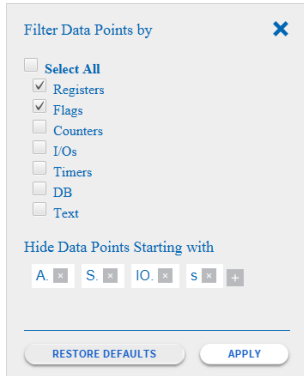 Filter Data Points by
Select All
Registers
Flags
Counters
I/Os
Timers
DB
Text
Hide Data Points Starting with
A. × S. × IO. × s × +
RESTORE DEFAULTS APPLY